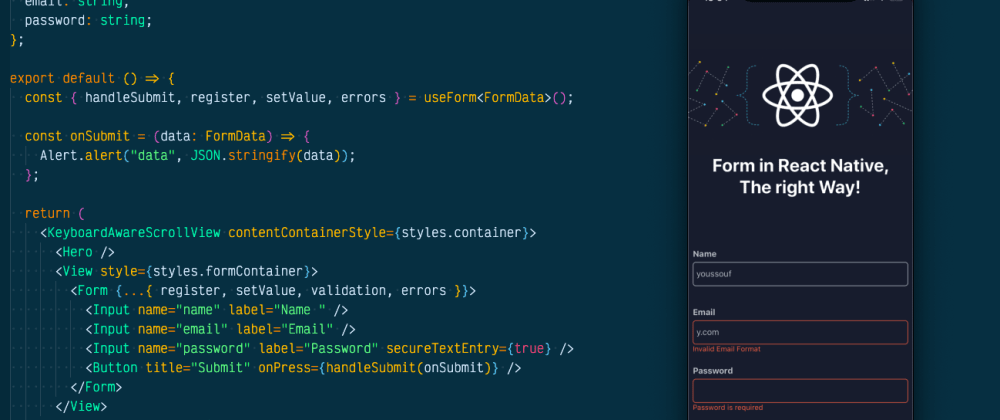 email: string;
password: string;
};
export default () => {
const { handleSubmit, register, setValue, errors } = useForm<FormData>();
const onSubmit = (data: FormData) => {
Alert.alert("data", JSON.stringify(data));
};
return (
<KeyboardAwareScrollView contentContainerStyle={styles.container}>
<Hero />
<View style={styles.formContainer}>
<Form {...{ register, setValue, validation, errors }}>
<Input name="name" label="Name " />
<Input name="email" label="Email" />
<Input name="password" label="Password" secureTextEntry={true} />
<Button title="Submit" onPress={handleSubmit(onSubmit)} />
</Form>
</View>
Form in React Native,
The right Way!
Name
youssouf
Email
y.com
Invalid Email Format
Password
Password is required